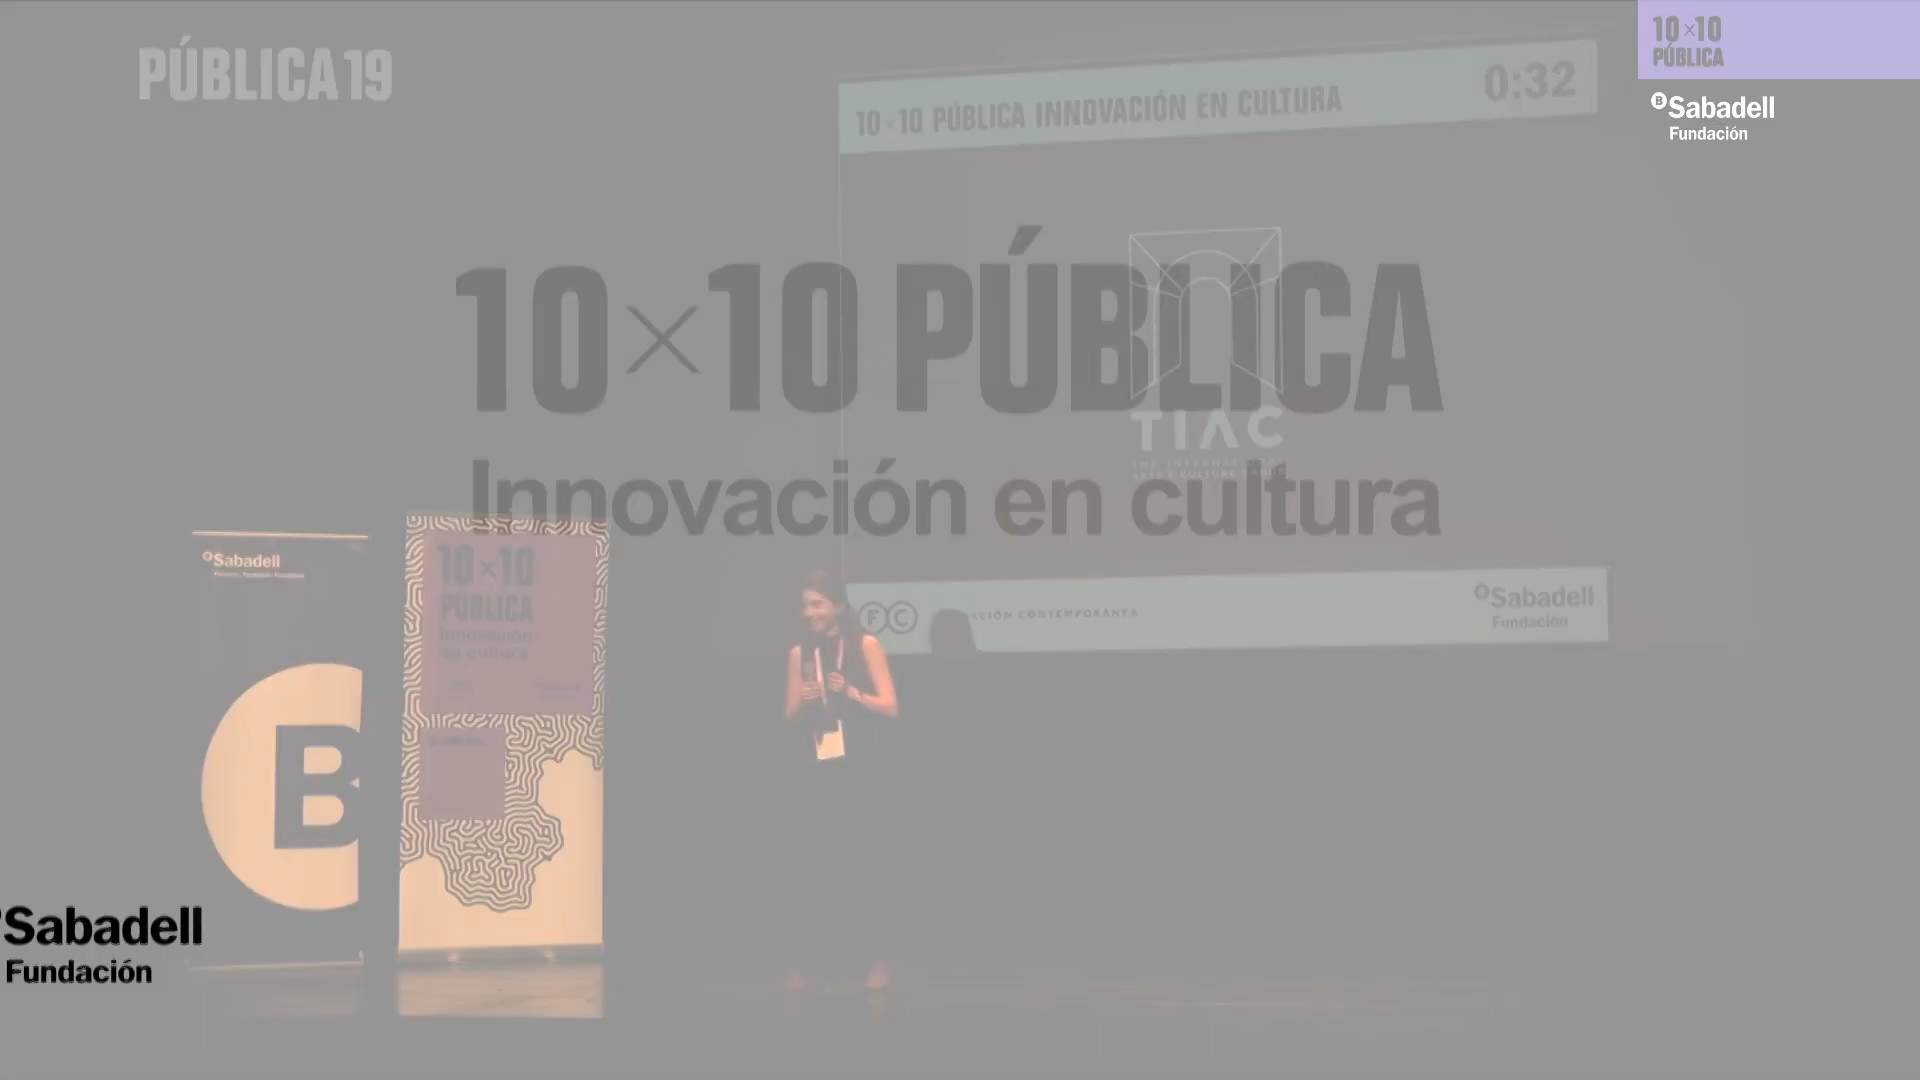 PÚBLICA19
10×10
PÚBLICA
Sabadell
Fundación
10×10 PÚBLICA INNOVACIÓN EN CULTURA
0:32
10×10 PÚBLICA
Innovación en cultura
TIAC
Sabadell
B
10×10
PÚBLICA
Innovación
en cultura
FC
Sabadell
Fundación
Sabadell
Fundación